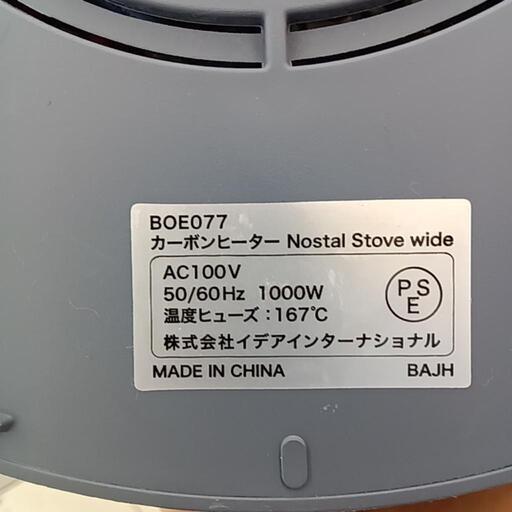 BOE077
カーボンヒーター Nostal Stove wide
AC100V
50/60Hz 1000W
温度ヒューズ:167℃
株式会社イデアインターナショナル
PSE
MADE IN CHINA BAJH